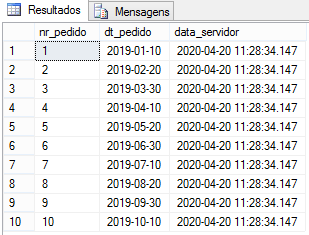 Resultados Mensagens
nr_pedido dt_pedido data_servidor
1 1 2019-01-10 2020-04-20 11:28:34.147
2 2 2019-02-20 2020-04-20 11:28:34.147
3 3 2019-03-30 2020-04-20 11:28:34.147
4 4 2019-04-10 2020-04-20 11:28:34.147
5 5 2019-05-20 2020-04-20 11:28:34.147
6 6 2019-06-30 2020-04-20 11:28:34.147
7 7 2019-07-10 2020-04-20 11:28:34.147
8 8 2019-08-20 2020-04-20 11:28:34.147
9 9 2019-09-30 2020-04-20 11:28:34.147
10 10 2019-10-10 2020-04-20 11:28:34.147